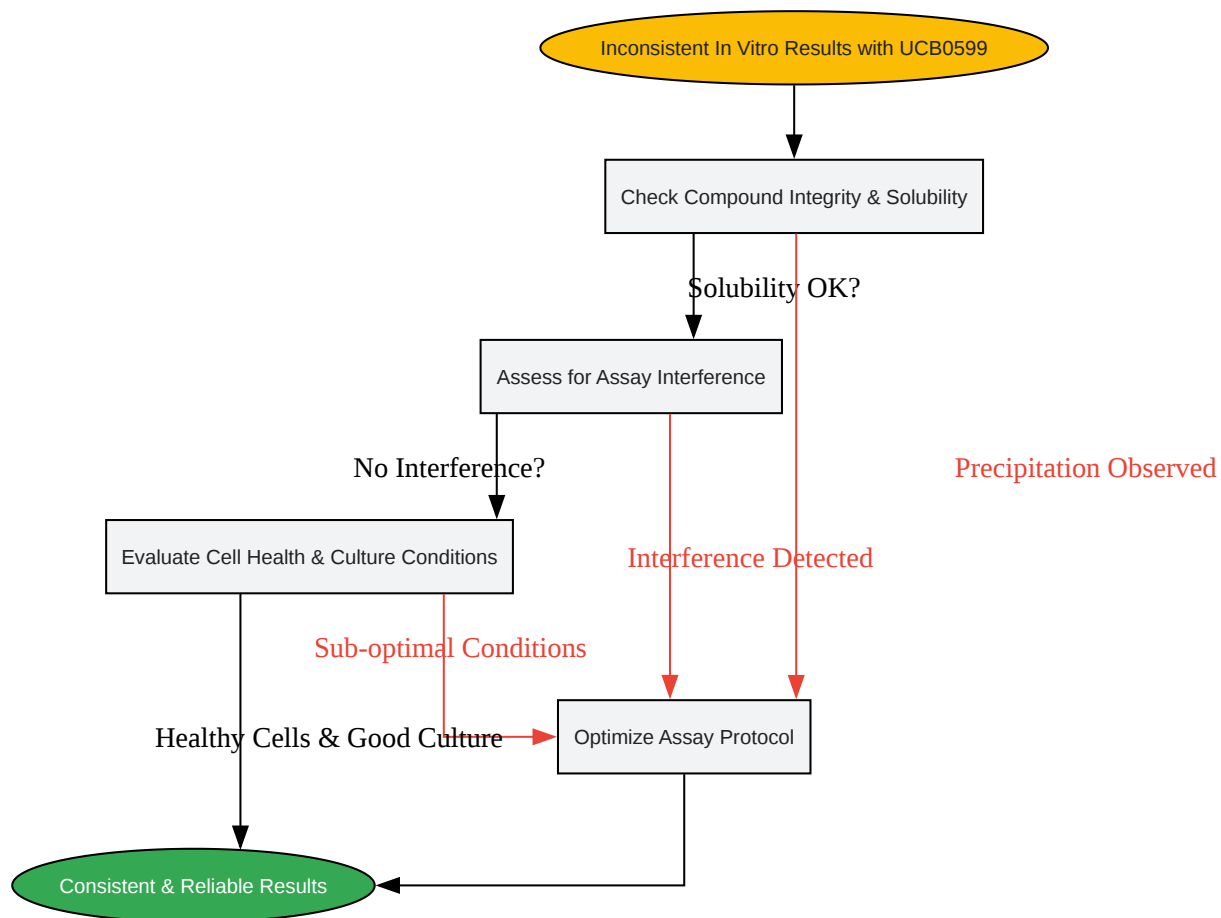 Inconsistent In Vitro Results with UCB0599
Check Compound Integrity & Solubility
Solubility OK?
Assess for Assay Interference
No Interference?
Precipitation Observed
Evaluate Cell Health & Culture Conditions
Interference Detected
Sub-optimal Conditions
Healthy Cells & Good Culture
Optimize Assay Protocol
Consistent & Reliable Results